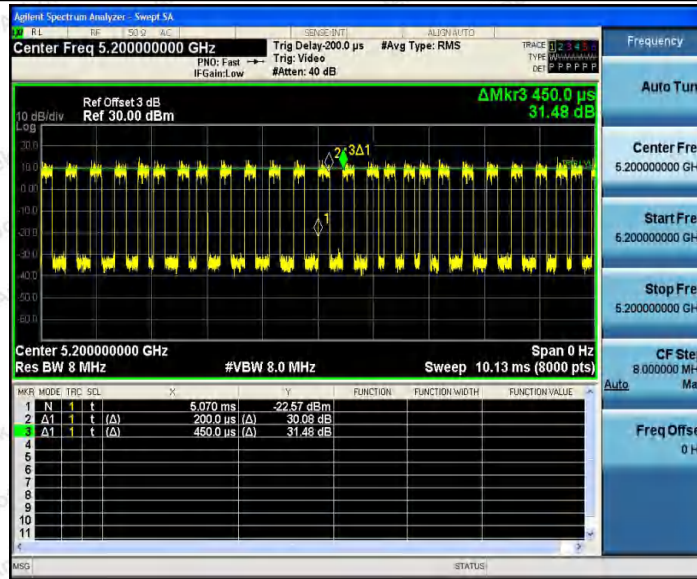 Agilent Spectrum Analyzer - Swept SA
RL RF 50 Ω AC SENSE:INT ALIGN AUTO
Center Freq 5.200000000 GHz
PNO: Fast
IFGain:Low
Trig Delay-200.0 µs
Trig: Video
#Atten: 40 dB
#Avg Type: RMS
TRACE 1 2 3 4 5 6
TYPE
DET P P P P P P
Ref Offset 3 dB
Ref 30.00 dBm
10 dB/div
Log
ΔMkr3 450.0 µs
31.48 dB
20.0
10.0
0.00
-10.0
-20.0
-30.0
-40.0
-50.0
-60.0
2 3Δ1
1
Center 5.200000000 GHz
Span 0 Hz
Res BW 8 MHz
#VBW 8.0 MHz
Sweep 10.13 ms (8000 pts)
MKR MODE TRC SCL X Y FUNCTION FUNCTION WIDTH FUNCTION VALUE
1 N 1 t 5.070 ms -22.57 dBm
2 Δ1 1 t (Δ) 200.0 µs (Δ) 30.08 dB
3 Δ1 1 t (Δ) 450.0 µs (Δ) 31.48 dB
4
5
6
7
8
9
10
11
MSG
STATUS
Frequency
Auto Tun
Center Fre
5.200000000 GH
Start Fre
5.200000000 GH
Stop Fre
5.200000000 GH
CF Ste
8.000000 MH
Auto Ma
Freq Offse
0 H